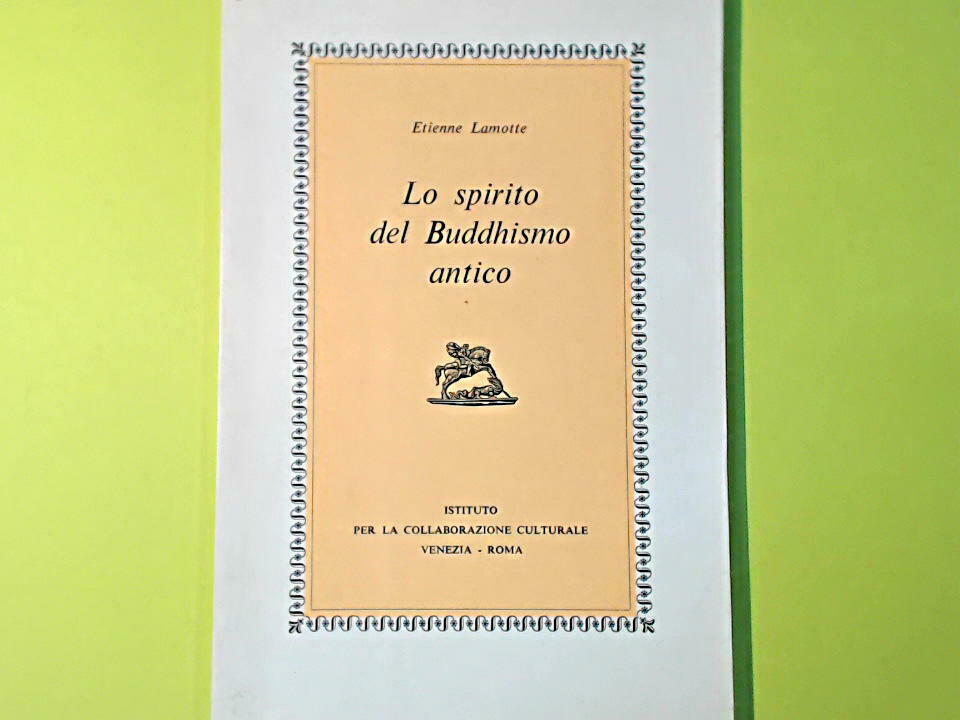 Etienne Lamotte
Lo spirito
del Buddhismo
antico
ISTITUTO
PER LA COLLABORAZIONE CULTURALE
VENEZIA - ROMA